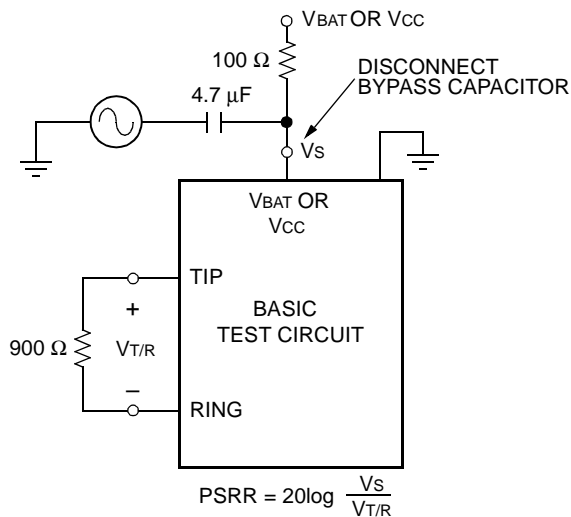 VBAT OR VCC
100 Ω
DISCONNECT
BYPASS CAPACITOR
4.7 µF
VS
VBAT OR
VCC
TIP
+
BASIC
TEST CIRCUIT
900 Ω
VT/R
–
RING
PSRR = 20log VS
VT/R